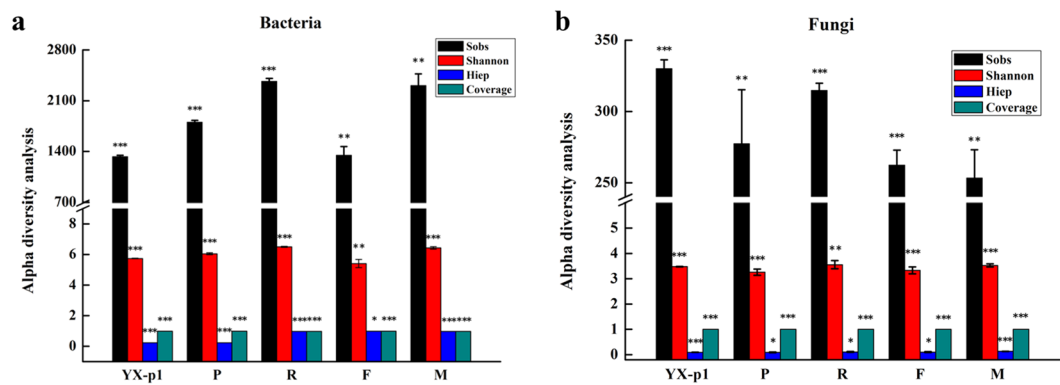 a
Bacteria
Alpha diversity analysis
2800
2100
1400
700
8
6
4
2
0
Sobs
Shannon
Hiep
Coverage
*** *** *** ** **
*** *** *** ** ***
*** *** *** *** *** *** * *** *** ***
YX-p1 P R F M
b
Fungi
Alpha diversity analysis
350
300
250
5
4
3
2
1
0
Sobs
Shannon
Hiep
Coverage
*** ** *** *** **
*** *** ** *** ***
*** *** * *** * *** * *** *** ***
YX-p1 P R F M